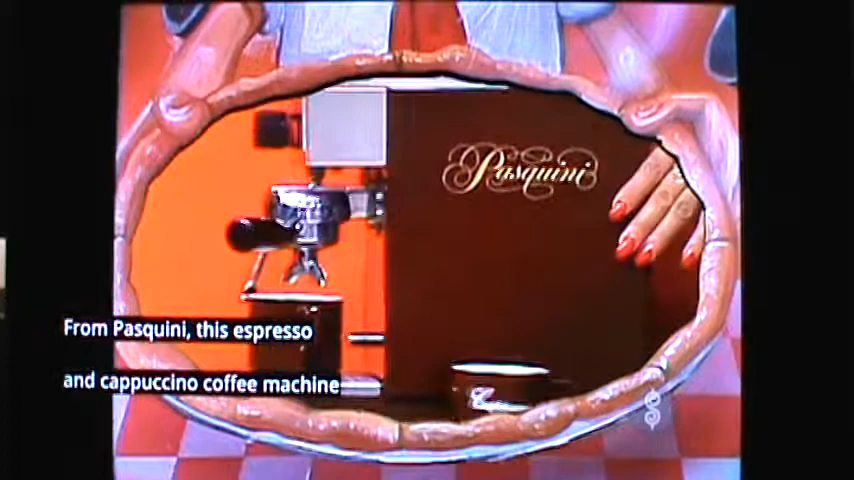 Pasquini
From Pasquini, this espresso
and cappuccino coffee machine